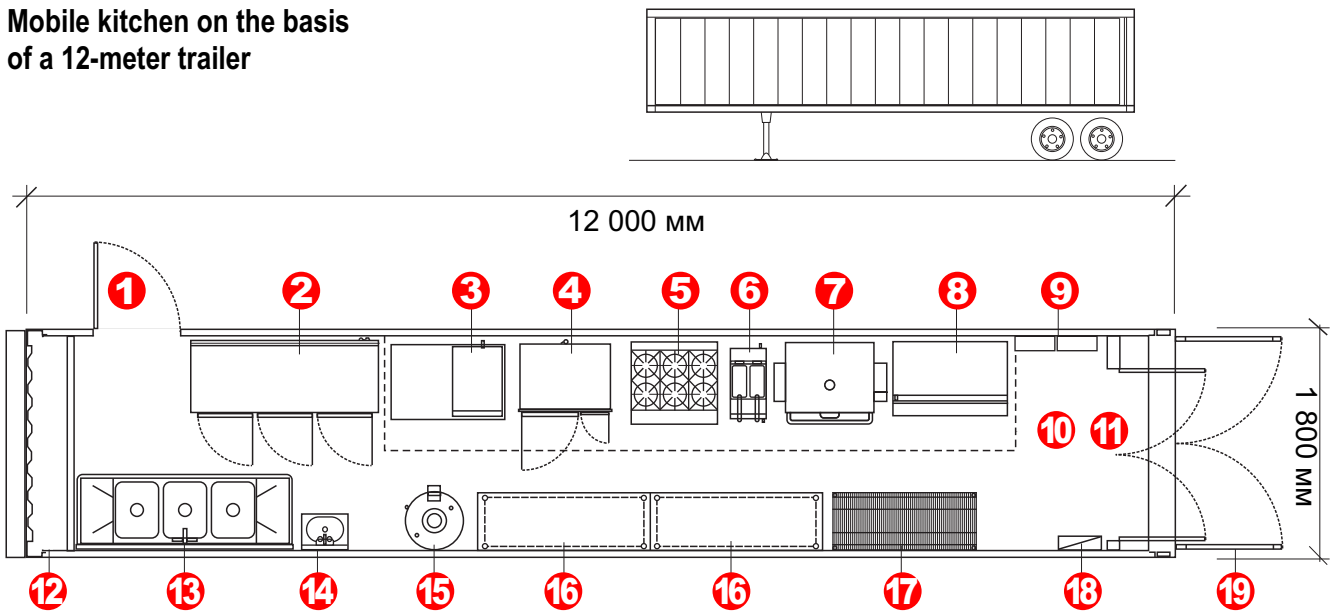 Mobile kitchen on the basis
of a 12-meter trailer
12 000 мм
1 2 3 4 5 6 7 8 9
10 11
1 800 мм
12 13 14 15 16 16 17 18 19